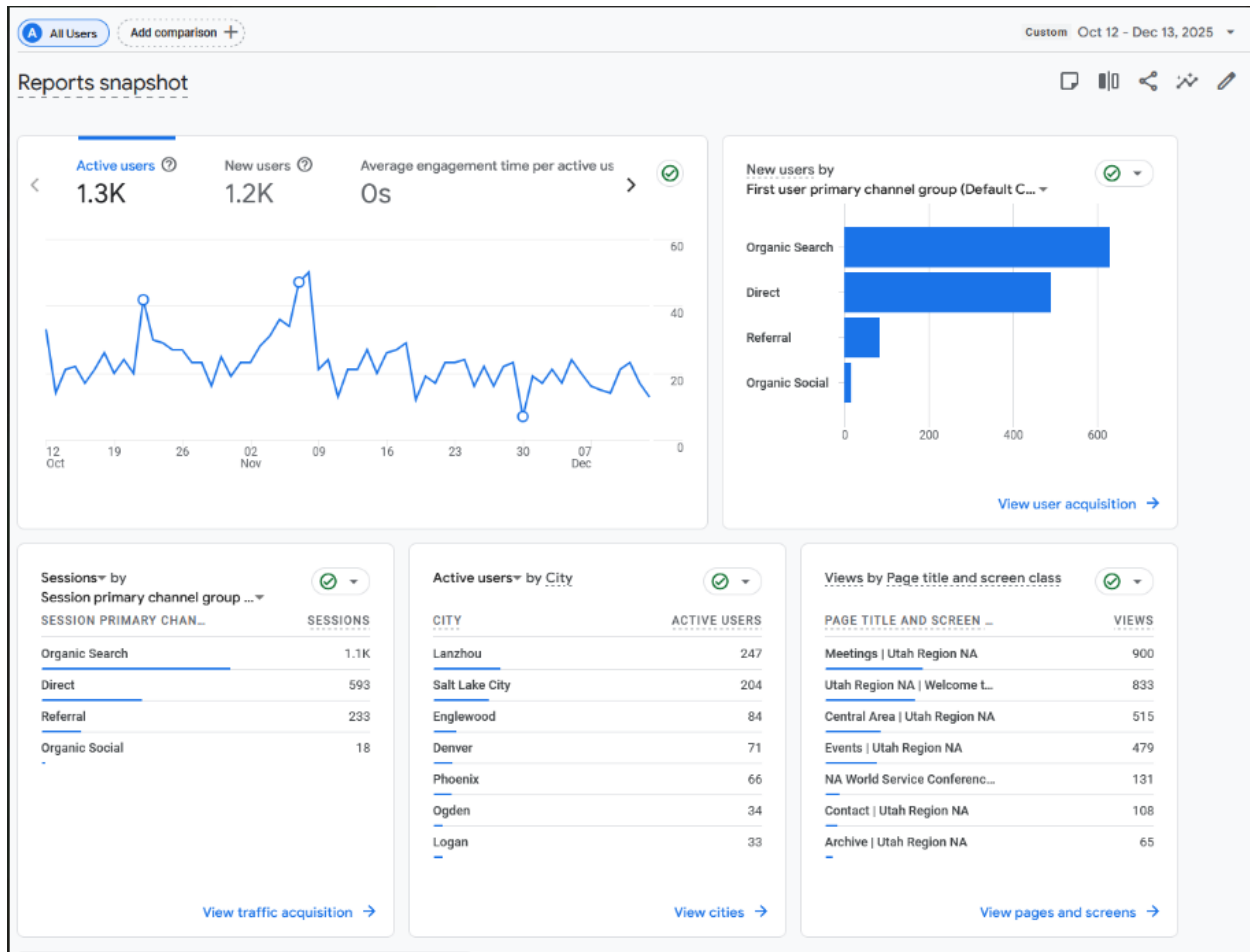 A All Users Add comparison + Custom Oct 12 - Dec 13, 2025
Reports snapshot
Active users New users Average engagement time per active us
1.3K 1.2K 0s
60
40
20
0
12 19 26 02 09 16 23 30 07
Oct Nov Dec
New users by
First user primary channel group (Default C...
Organic Search
Direct
Referral
Organic Social
0 200 400 600
View user acquisition
Sessions by
Session primary channel group ...
SESSION PRIMARY CHAN... SESSIONS
Organic Search 1.1K
Direct 593
Referral 233
Organic Social 18
View traffic acquisition
Active users by City
CITY ACTIVE USERS
Lanzhou 247
Salt Lake City 204
Englewood 84
Denver 71
Phoenix 66
Ogden 34
Logan 33
View cities
Views by Page title and screen class
PAGE TITLE AND SCREEN ... VIEWS
Meetings | Utah Region NA 900
Utah Region NA | Welcome t... 833
Central Area | Utah Region NA 515
Events | Utah Region NA 479
NA World Service Conferenc... 131
Contact | Utah Region NA 108
Archive | Utah Region NA 65
View pages and screens